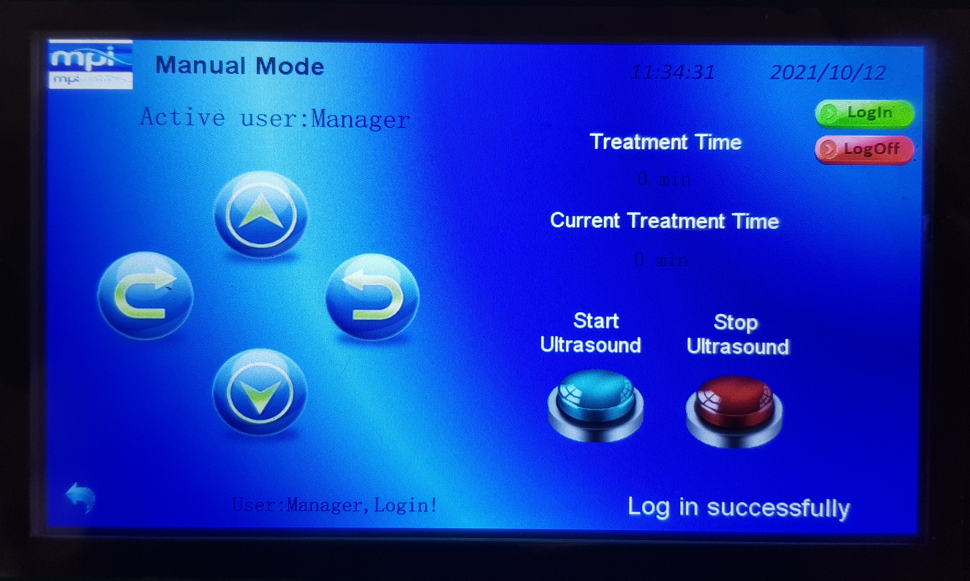 mpi
mpi
Manual Mode
11:34:31 2021/10/12
Active user:Manager
LogIn
LogOff
Treatment Time
0 min
Current Treatment Time
0 min
Start
Ultrasound
Stop
Ultrasound
User:Manager,Login!
Log in successfully